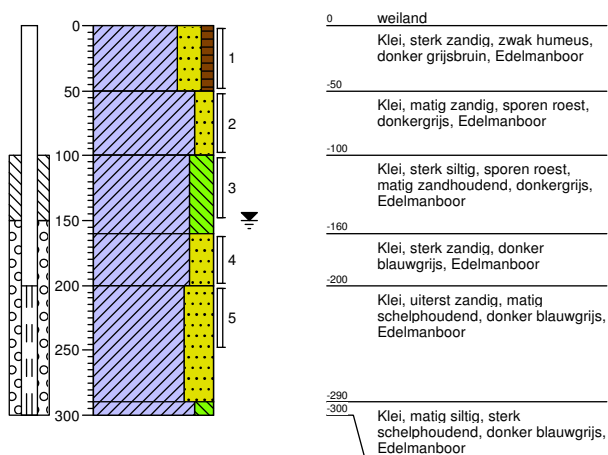 0
50
100
150
200
250
300
1
2
3
4
5
0 weiland
Klei, sterk zandig, zwak humeus,
donker grijsbruin, Edelmanboor
-50
Klei, matig zandig, sporen roest,
donkergrijs, Edelmanboor
-100
Klei, sterk siltig, sporen roest,
matig zandhoudend, donkergrijs,
Edelmanboor
-160
Klei, sterk zandig, donker
blauwgrijs, Edelmanboor
-200
Klei, uiterst zandig, matig
schelphoudend, donker blauwgrijs,
Edelmanboor
-290
-300
Klei, matig siltig, sterk
schelphoudend, donker blauwgrijs,
Edelmanboor